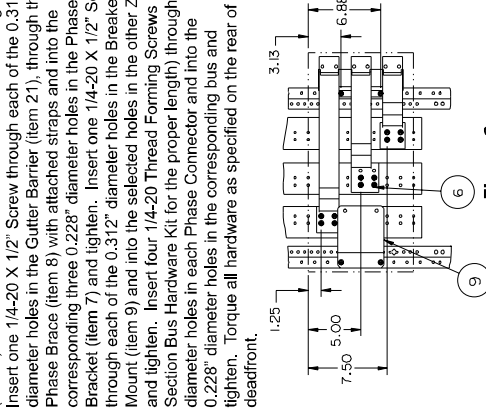 Insert one 1/4-20 X 1/2" Screw through each of the 0.31
diameter holes in the Gutter Barrier (item 21), through th
Phase Brace (item 8) with attached straps and into the
corresponding three 0.228" diameter holes in the Phase
Bracket (item 7) and tighten. Insert one 1/4-20 X 1/2" Sc
through each of the 0.312" diameter holes in the Breake
Mount (item 9) and into the selected holes in the other Z
and tighten. Insert four 1/4-20 Thread Forming Screws
Section Bus Hardware Kit for the proper length) through
diameter holes in each Phase Connector and into the
0.228" diameter holes in the corresponding bus and
tighten. Torque all hardware as specified on the rear of
deadfront.
3.13
6.88
1.25
5.00
7.50
6
9